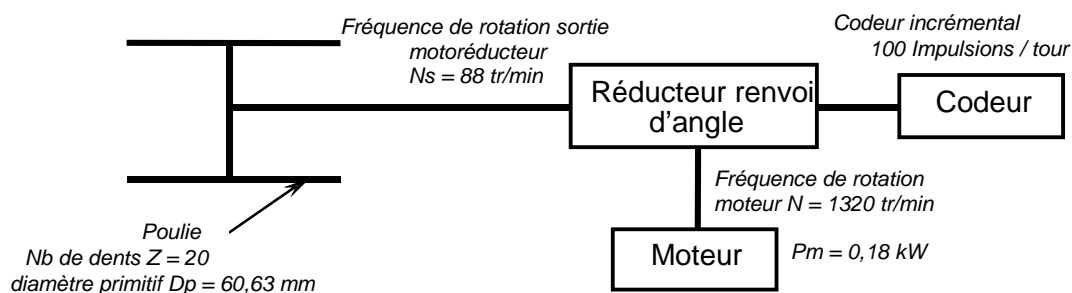 Fréquence de rotation sortie
motoréducteur
Ns = 88 tr/min
Codeur incrémental
100 Impulsions / tour
Réducteur renvoi
d'angle
Codeur
Fréquence de rotation
moteur N = 1320 tr/min
Poulie
Nb de dents Z = 20
diamètre primitif Dp = 60,63 mm
Moteur
Pm = 0,18 kW